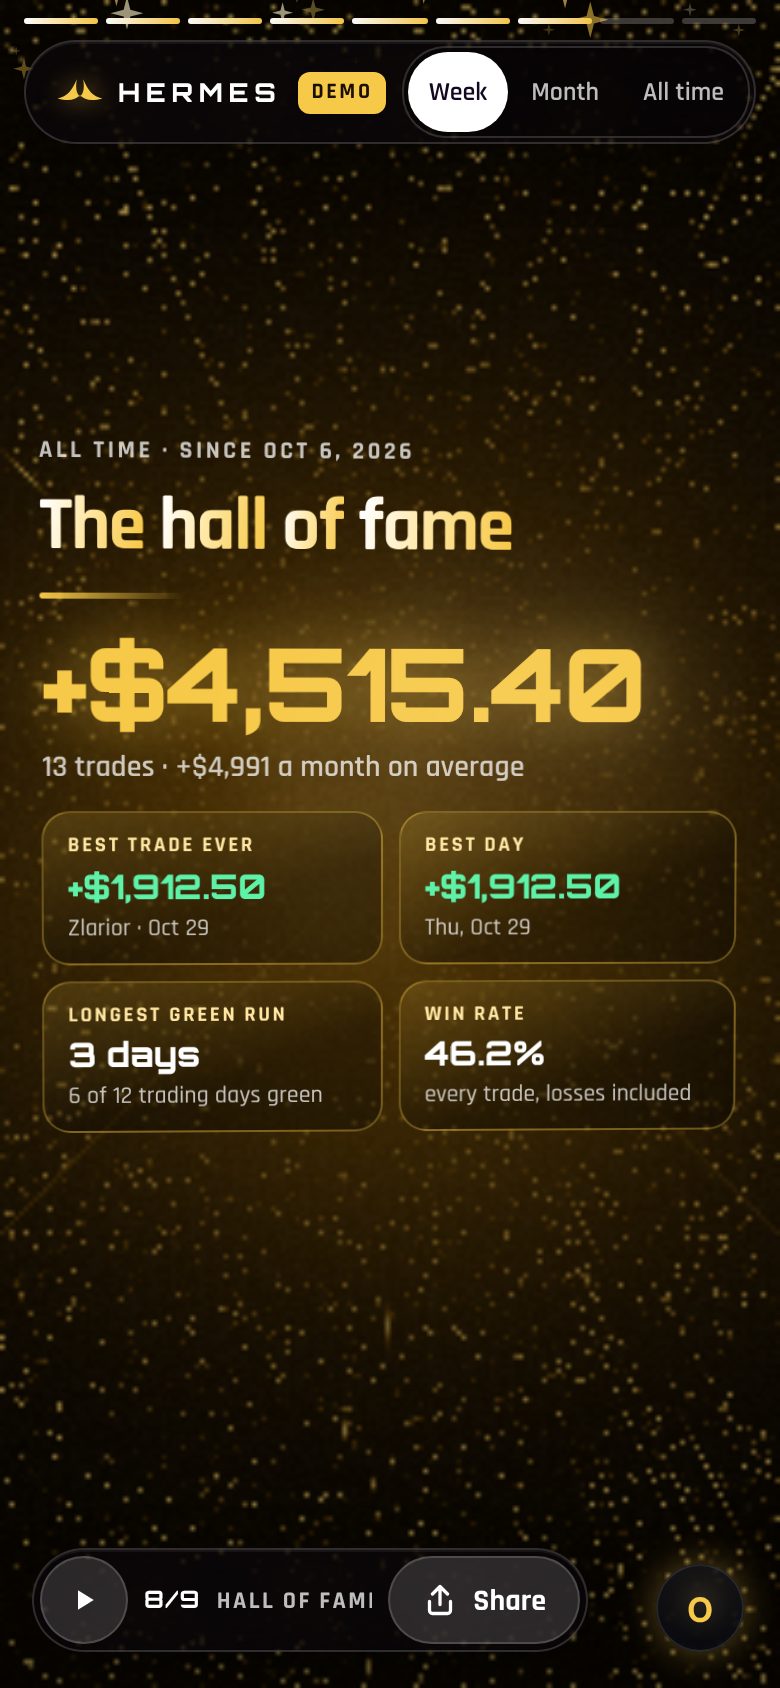 HERMES DEMO Week Month All time
ALL TIME · SINCE OCT 6, 2026
The hall of fame
+$4,515.40
13 trades · +$4,991 a month on average
BEST TRADE EVER
+$1,912.50
Zlarior · Oct 29
BEST DAY
+$1,912.50
Thu, Oct 29
LONGEST GREEN RUN
3 days
6 of 12 trading days green
WIN RATE
46.2%
every trade, losses included
8/9 HALL OF FAM Share O